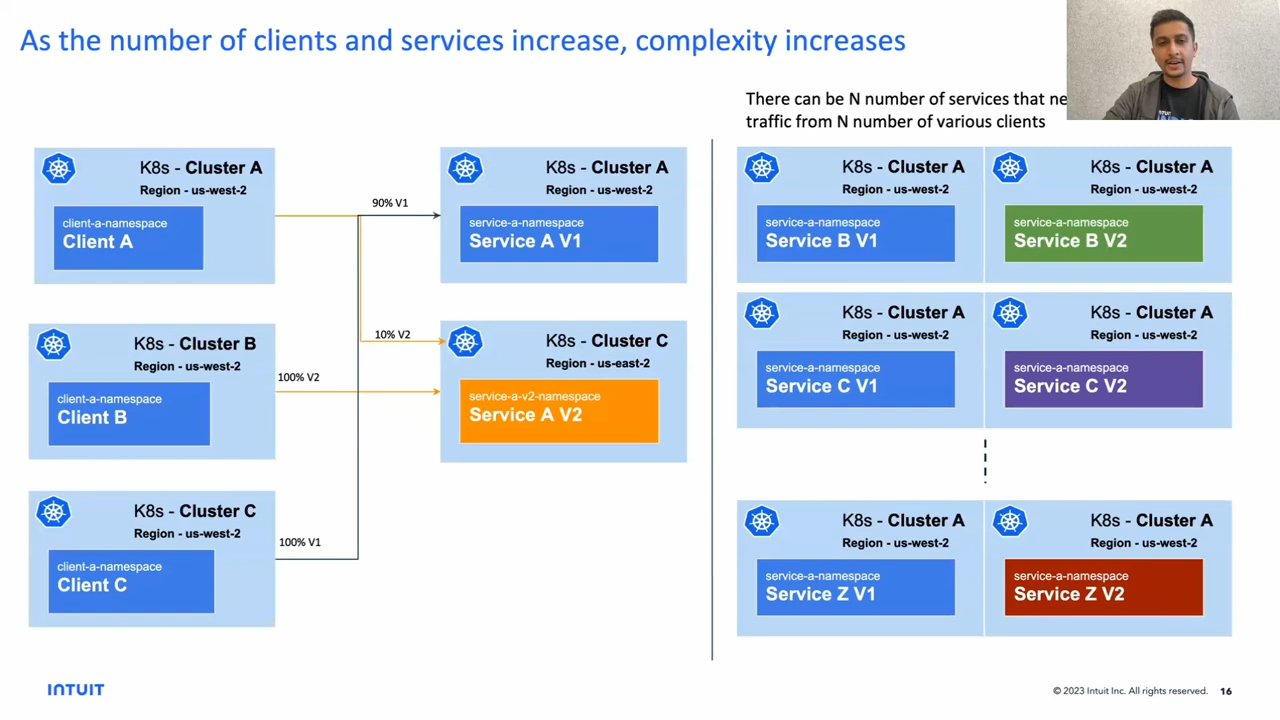 As the number of clients and services increase, complexity increases
There can be N number of services that
traffic from N number of various clients
K8s - Cluster A
Region - us-west-2
client-a-namespace
Client A
K8s - Cluster B
Region - us-west-2
client-a-namespace
Client B
K8s - Cluster C
Region - us-west-2
client-a-namespace
Client C
90% V1
10% V2
100% V2
100% V1
K8s - Cluster A
Region - us-west-2
service-a-namespace
Service A V1
K8s - Cluster C
Region - us-east-2
service-a-v2-namespace
Service A V2
K8s - Cluster A
Region - us-west-2
service-a-namespace
Service B V1
K8s - Cluster A
Region - us-west-2
service-a-namespace
Service B V2
K8s - Cluster A
Region - us-west-2
service-a-namespace
Service C V1
K8s - Cluster A
Region - us-west-2
service-a-namespace
Service C V2
K8s - Cluster A
Region - us-west-2
service-a-namespace
Service Z V1
K8s - Cluster A
Region - us-west-2
service-a-namespace
Service Z V2
INTUIT
© 2023 Intuit Inc. All rights reserved. 16